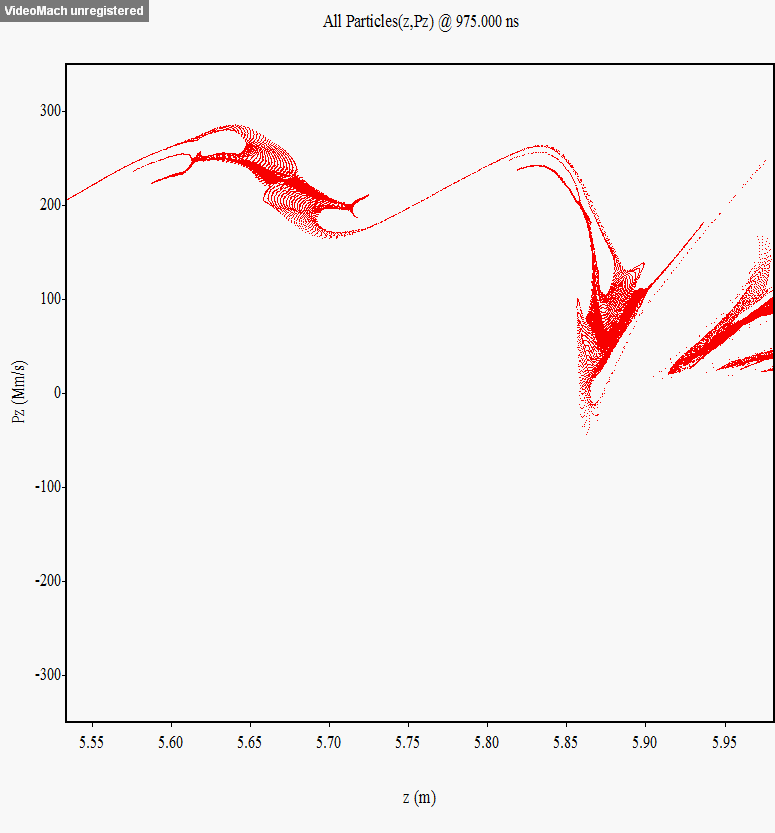 VideoMach unregistered
All Particles(z,Pz) @ 975.000 ns
300
200
100
0
-100
-200
-300
Pz (Mm/s)
5.55 5.60 5.65 5.70 5.75 5.80 5.85 5.90 5.95
z (m)